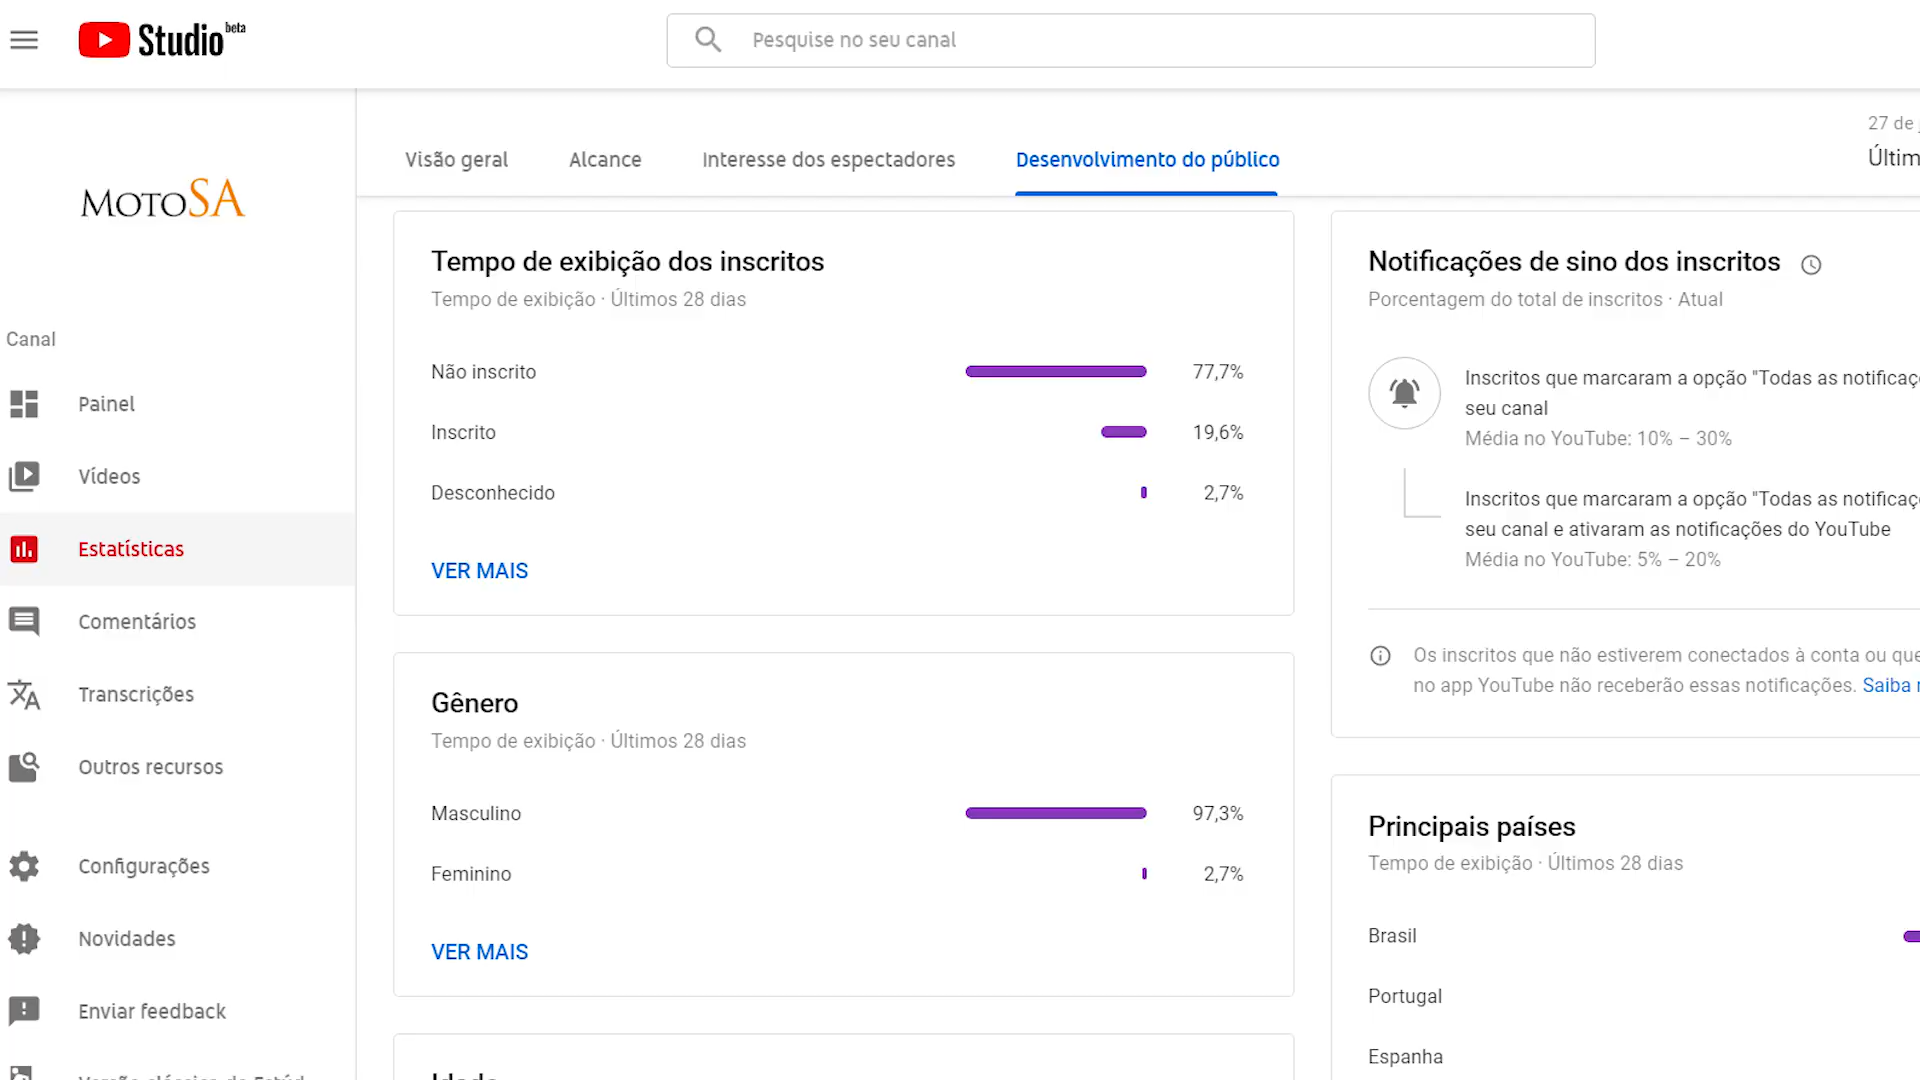 Studio beta
Pesquise no seu canal
MOTOSA
Canal
Painel
Vídeos
Estatísticas
Comentários
Transcrições
Outros recursos
Configurações
Novidades
Enviar feedback
Visão geral
Alcance
Interesse dos espectadores
Desenvolvimento do público
27 de
Tempo de exibição dos inscritos
Tempo de exibição · Últimos 28 dias
Não inscrito 77,7%
Inscrito 19,6%
Desconhecido 2,7%
VER MAIS
Gênero
Tempo de exibição · Últimos 28 dias
Masculino 97,3%
Feminino 2,7%
VER MAIS
Notificações de sino dos inscritos
Porcentagem do total de inscritos · Atual
Inscritos que marcaram a opção "Todas as
seu canal
Média no YouTube: 10% – 30%
Inscritos que marcaram a opção "Todas as
seu canal e ativaram as notificações do YouTube
Média no YouTube: 5% – 20%
Os inscritos que não estiverem conectados à conta ou que
no app YouTube não receberão essas notificações. Saiba
Principais países
Tempo de exibição · Últimos 28 dias
Brasil
Portugal
Espanha